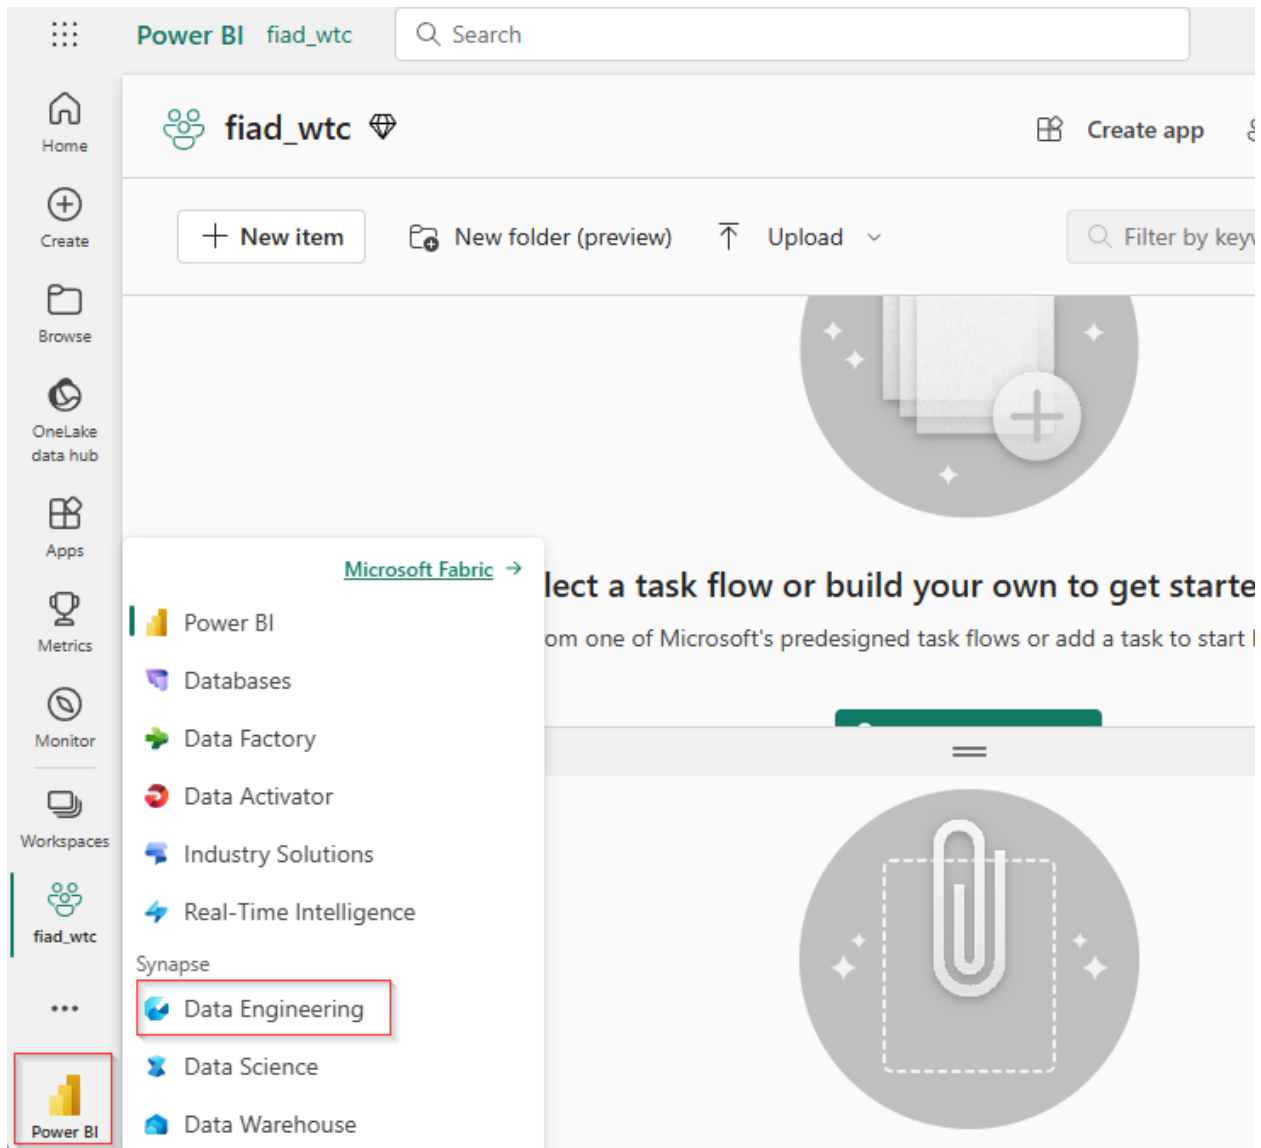 Power BI fiad_wtc Search
Home
Create
Browse
OneLake
data hub
Apps
Metrics
Monitor
Workspaces
fiad_wtc
Power BI
fiad_wtc
Create app
New item New folder (preview) Upload
Filter by keyw
lect a task flow or build your own to get starte
om one of Microsoft's predesigned task flows or add a task to start
Microsoft Fabric
Power BI
Databases
Data Factory
Data Activator
Industry Solutions
Real-Time Intelligence
Synapse
Data Engineering
Data Science
Data Warehouse